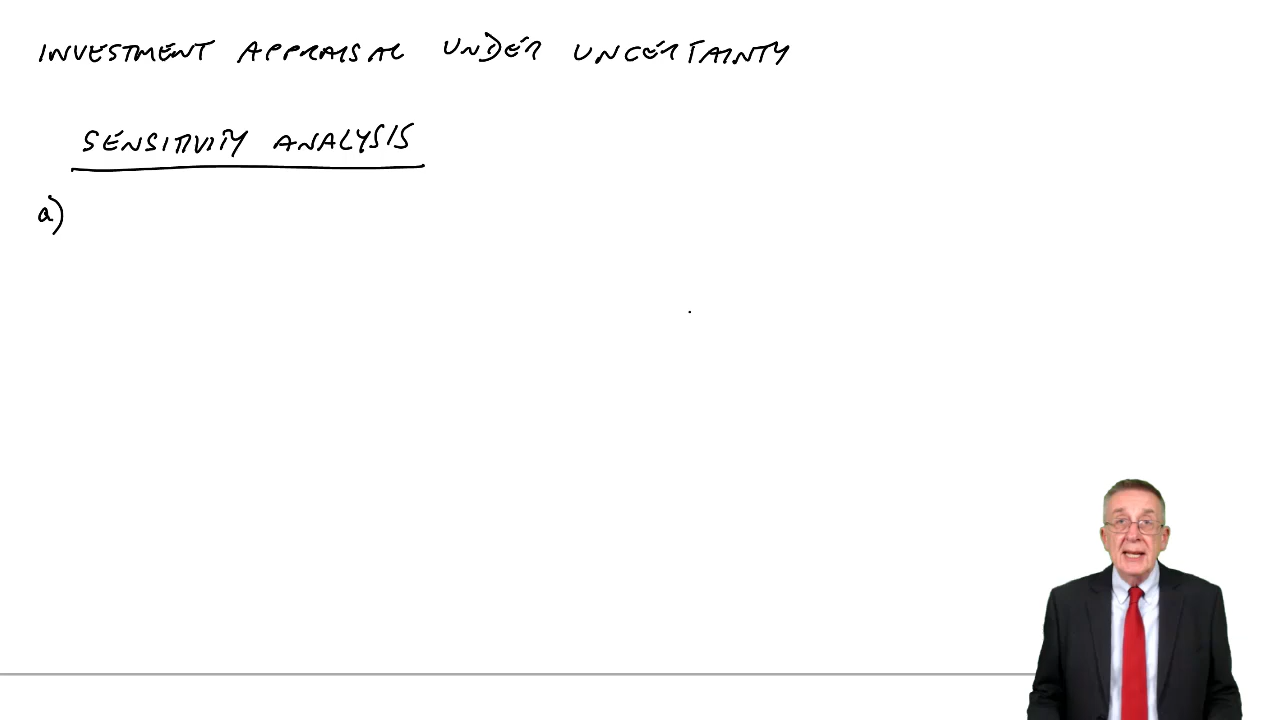 INVESTMENT APPRAISAL UNDER UNCERTAINTY
SENSITIVITY ANALYSIS
a)